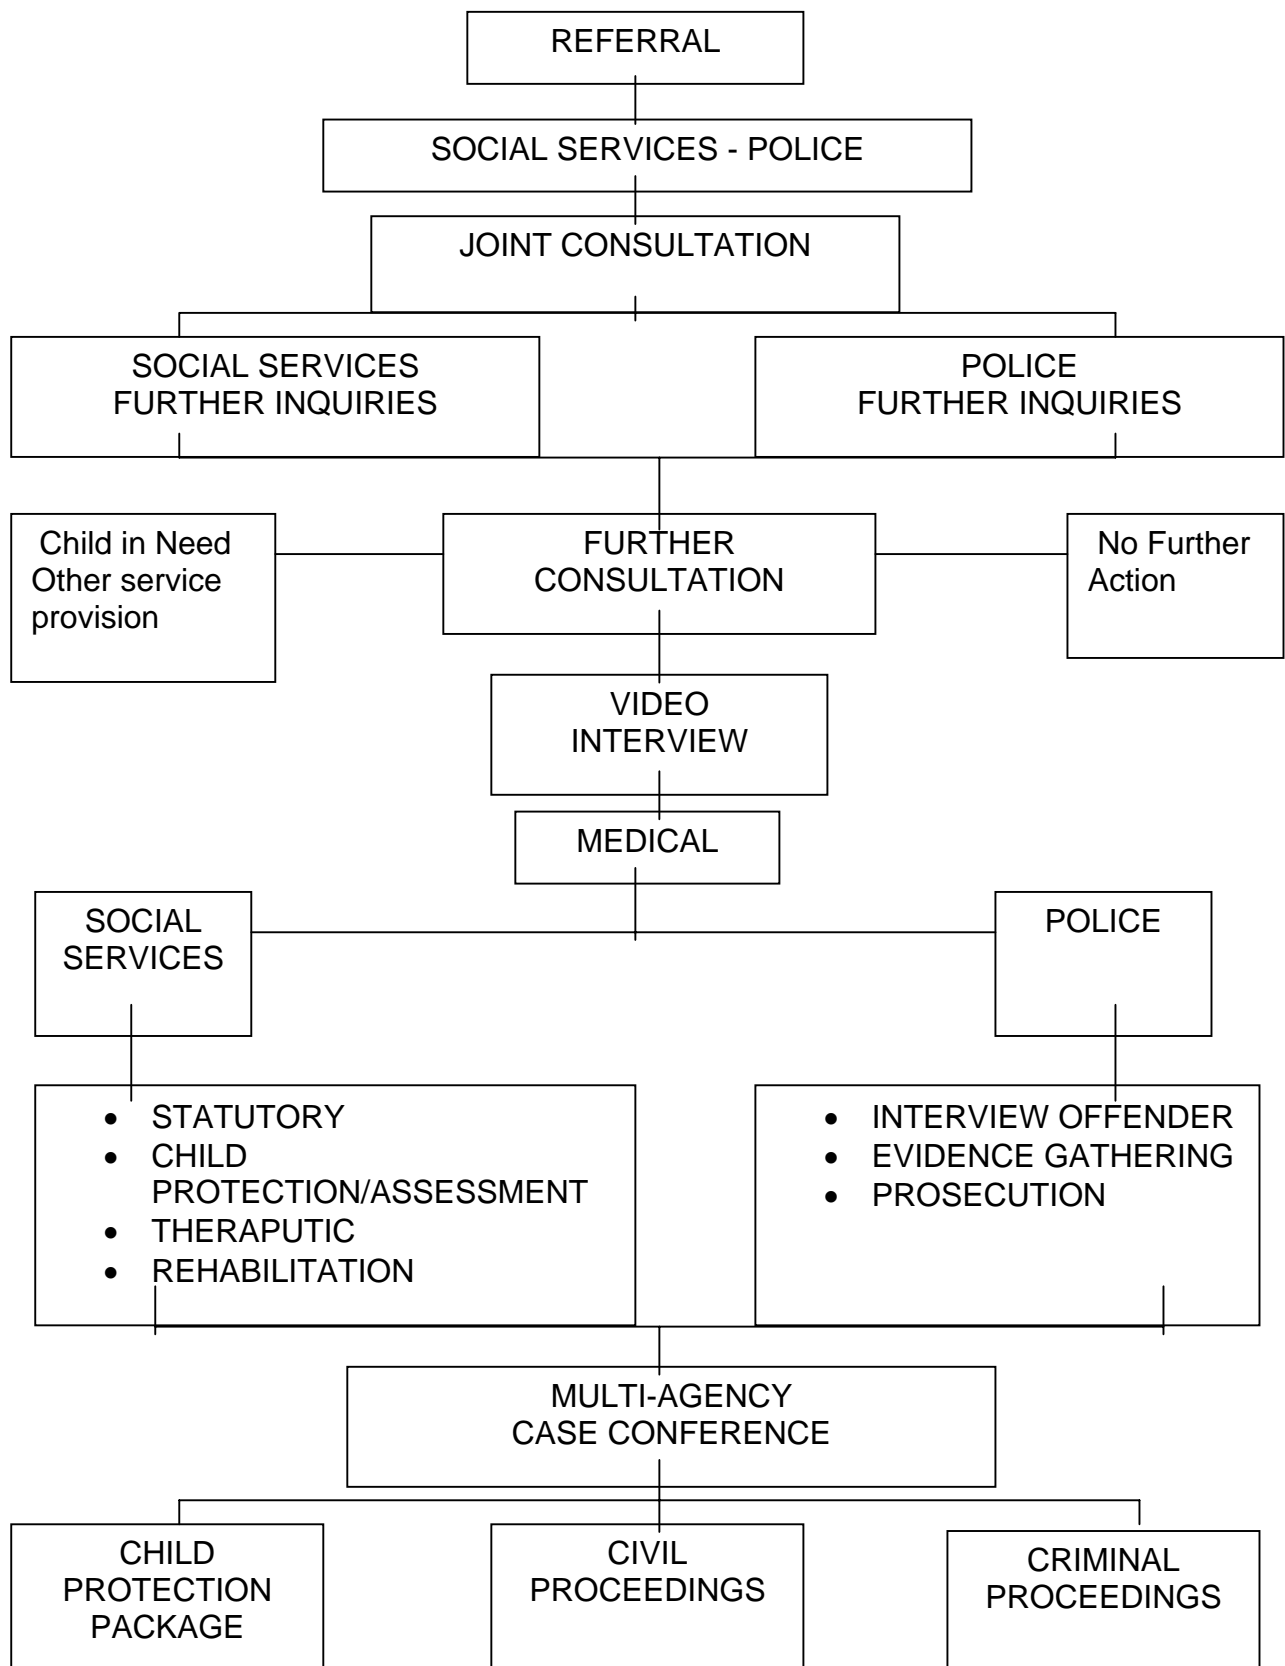 REFERRAL
SOCIAL SERVICES - POLICE
JOINT CONSULTATION
SOCIAL SERVICES
FURTHER INQUIRIES
POLICE
FURTHER INQUIRIES
Child in Need
Other service
provision
FURTHER
CONSULTATION
No Further
Action
VIDEO
INTERVIEW
MEDICAL
SOCIAL
SERVICES
POLICE
• STATUTORY
• CHILD
PROTECTION/ASSESSMENT
• THERAPUTIC
• REHABILITATION
• INTERVIEW OFFENDER
• EVIDENCE GATHERING
• PROSECUTION
MULTI-AGENCY
CASE CONFERENCE
CHILD
PROTECTION
PACKAGE
CIVIL
PROCEEDINGS
CRIMINAL
PROCEEDINGS